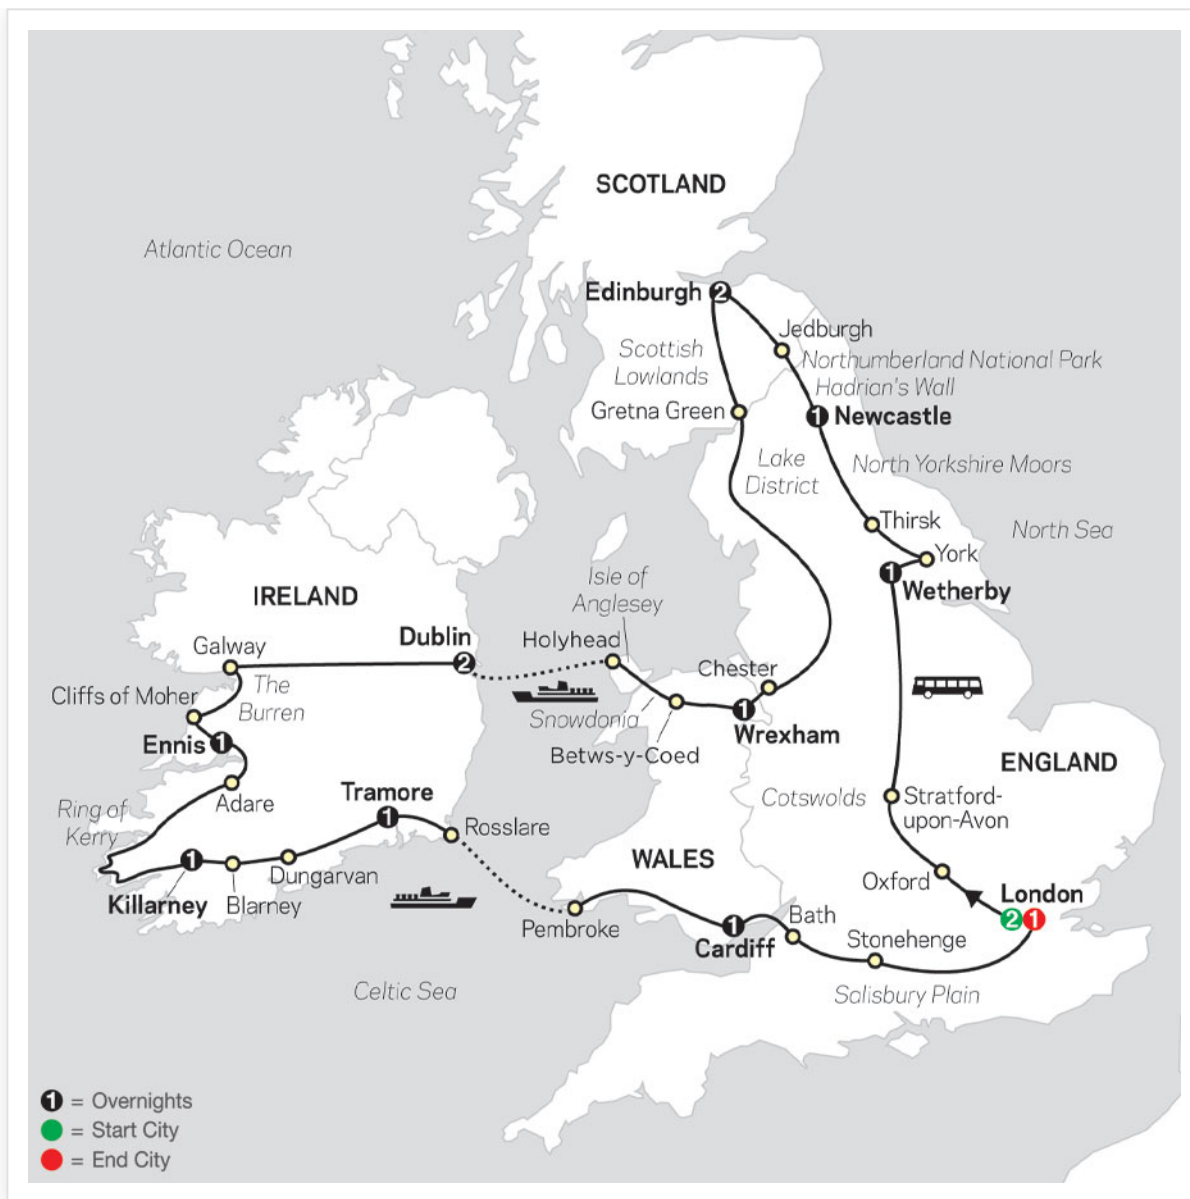 SCOTLAND
Atlantic Ocean
Edinburgh 2
Jedburgh
Scottish
Lowlands
Northumberland National Park
Hadrian's Wall
Gretna Green
1 Newcastle
Lake
District
North Yorkshire Moors
Thirsk
North Sea
York
1
Wetherby
Isle of
Anglesey
IRELAND
Dublin
2
Holyhead
Galway
Chester
Cliffs of Moher
The
Burren
Snowdonia
1
Wrexham
Ennis 1
Betws-y-Coed
ENGLAND
Adare
Tramore
1
Cotswolds
Stratford-
upon-Avon
Ring of
Kerry
Rosslare
WALES
1
Killarney
Blarney
Dungarvan
Oxford
London
2 1
Pembroke
1
Cardiff
Bath
Stonehenge
Celtic Sea
Salisbury Plain
1 = Overnights
= Start City
= End City